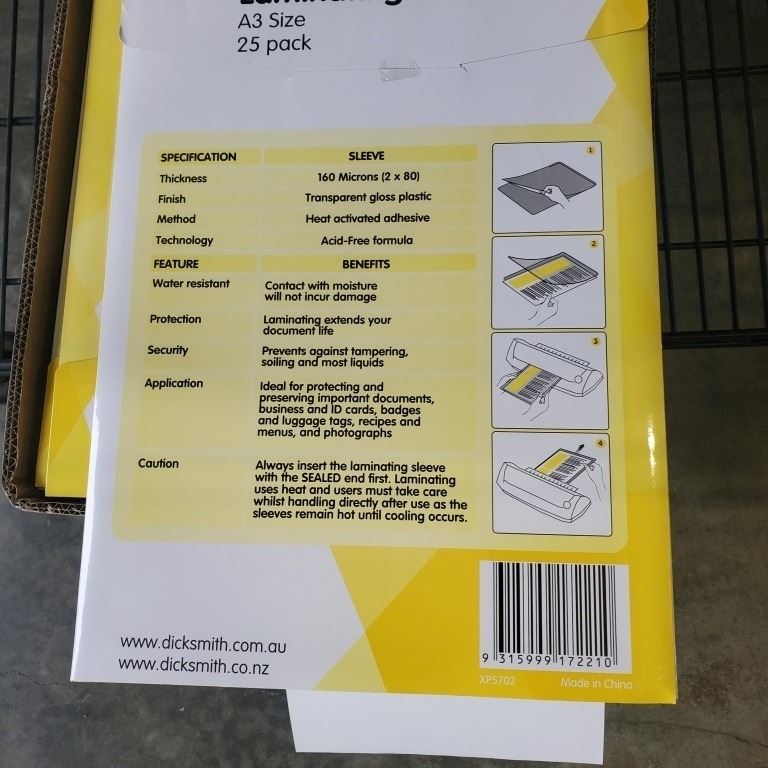 A3 Size
25 pack
SPECIFICATION SLEEVE
Thickness 160 Microns (2 x 80)
Finish Transparent gloss plastic
Method Heat activated adhesive
Technology Acid-Free formula
FEATURE BENEFITS
Water resistant Contact with moisture
will not incur damage
Protection Laminating extends your
document life
Security Prevents against tampering,
soiling and most liquids
Application Ideal for protecting and
preserving important documents,
business and ID cards, badges
and luggage tags, recipes and
menus, and photographs
Caution Always insert the laminating sleeve
with the SEALED end first. Laminating
uses heat and users must take care
whilst handling directly after use as the
sleeves remain hot until cooling occurs.
1
2
3
4
www.dicksmith.com.au
www.dicksmith.co.nz
9 315999 172210
XP5702 Made in China